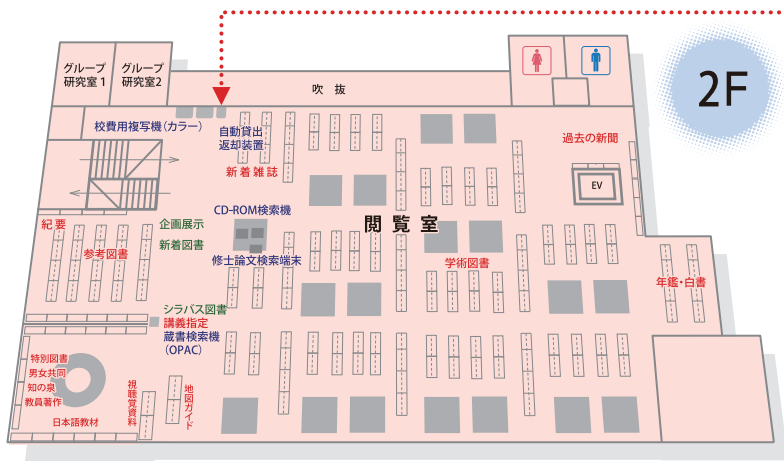 2F
グループ
研究室1
グループ
研究室2
吹抜
校費用複写機(カラー)
自動貸出
返却装置
新着雑誌
過去の新聞
EV
CD-ROM検索機
閲覧室
紀要
参考図書
企画展示
新着図書
修士論文検索端末
学術図書
年鑑・白書
シラバス図書
講義指定
蔵書検索機
(OPAC)
特別図書
男女共同
知の泉
教員著作
日本語教材
視聴覚資料
地図ガイド